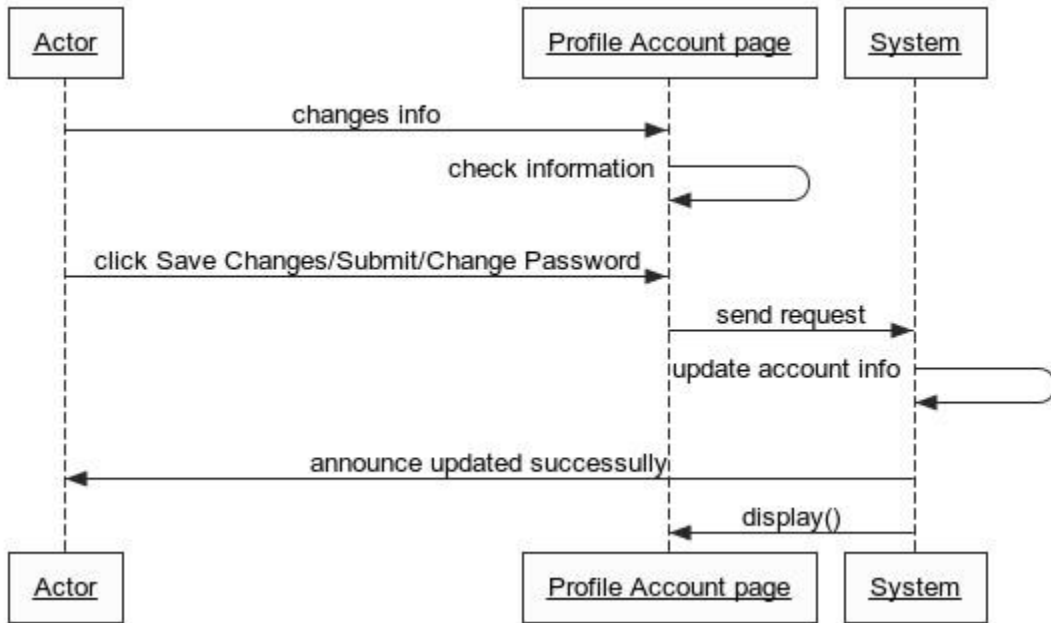 Actor
Profile Account page
System
changes info
check information
click Save Changes/Submit/Change Password
send request
update account info
announce updated successully
display()
Actor
Profile Account page
System